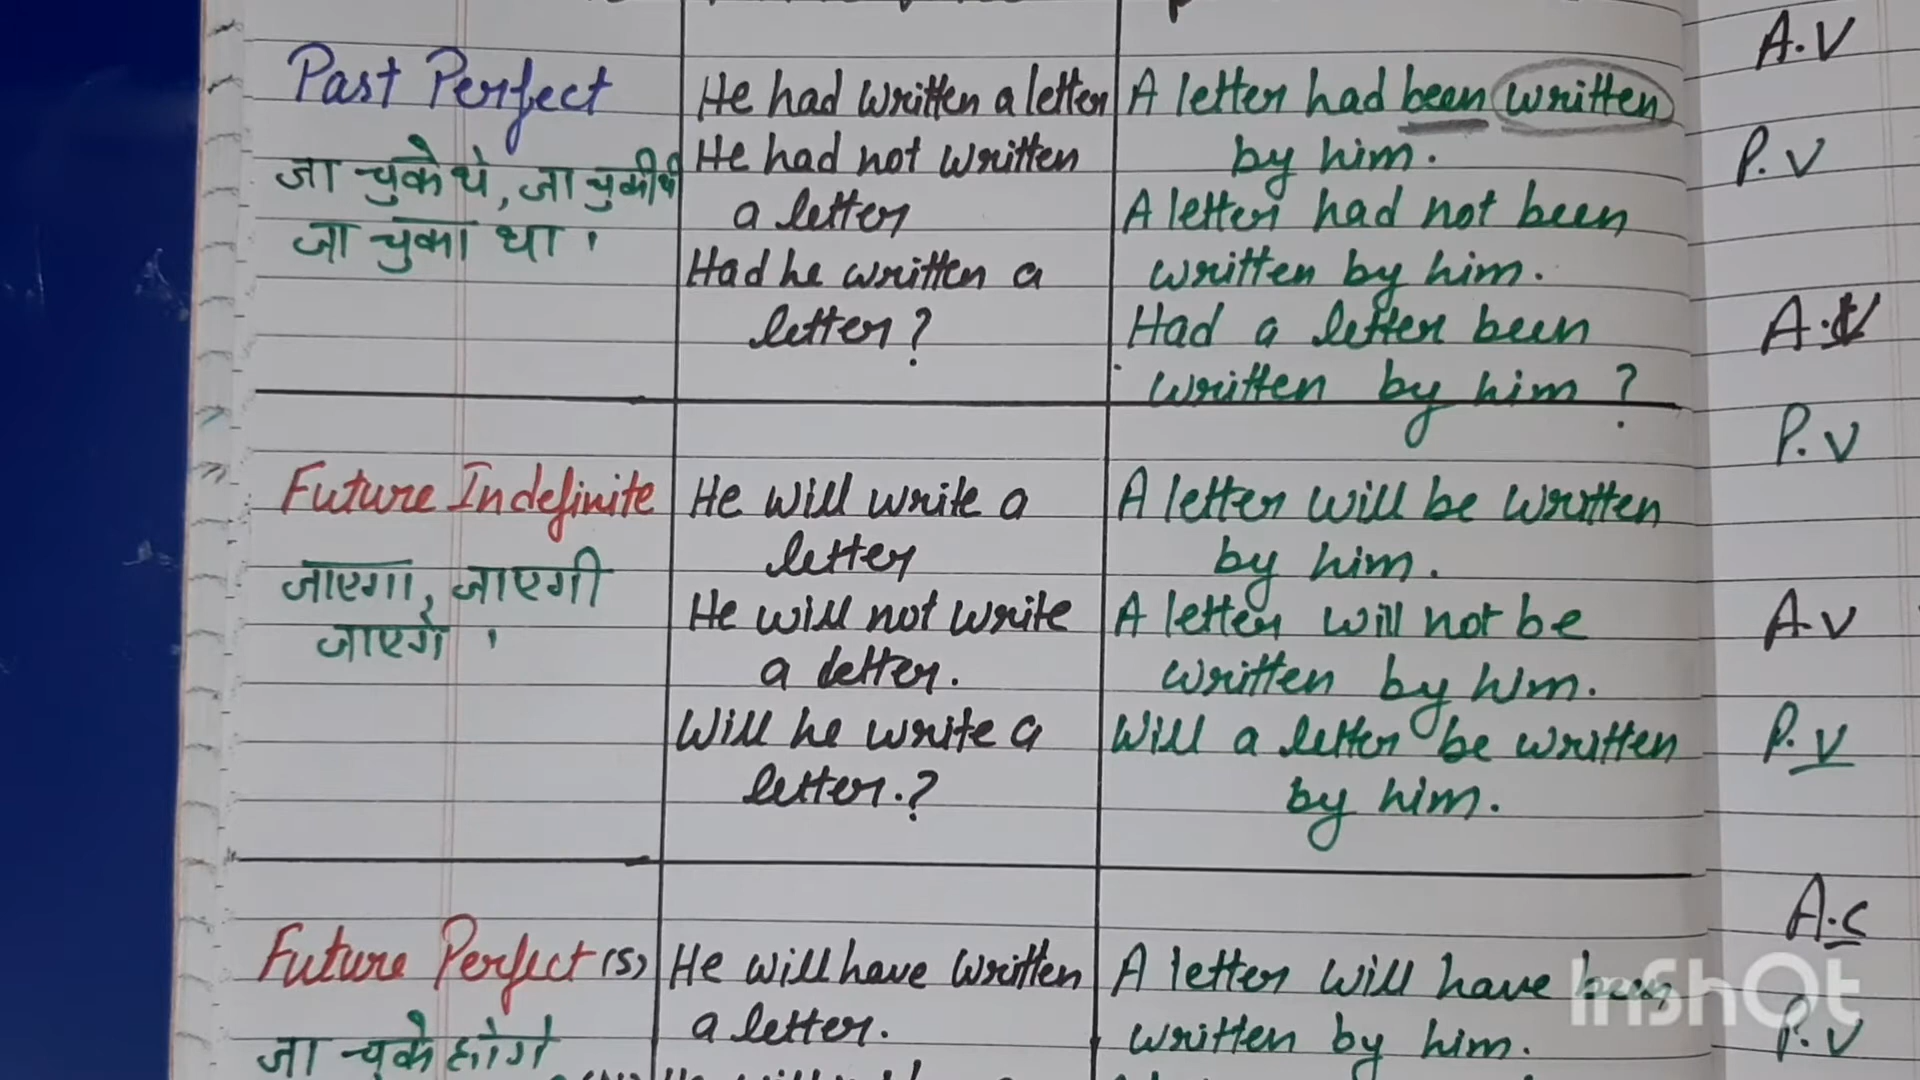 Past Perfect
जा चुके थे, जा चुकी थी
जा चुका था ।
He had written a letter
He had not written
a letter
Had he written a
letter?
A letter had been written
by him.
A letter had not been
written by him.
Had a letter been
written by him?
Future Indefinite
जाएगा, जाएगी
जाएगे ।
He will write a
letter
He will not write
a letter.
Will he write a
letter.?
A letter will be written
by him.
A letter will not be
written by him.
Will a letter be written
by him.
Future Perfect (S)
जा चुके होगे
He will have written
a letter.
A letter will have been
written by him.
A.V
P.V
A.V
P.V
A.V
P.V
A.C
P.V
InShOt